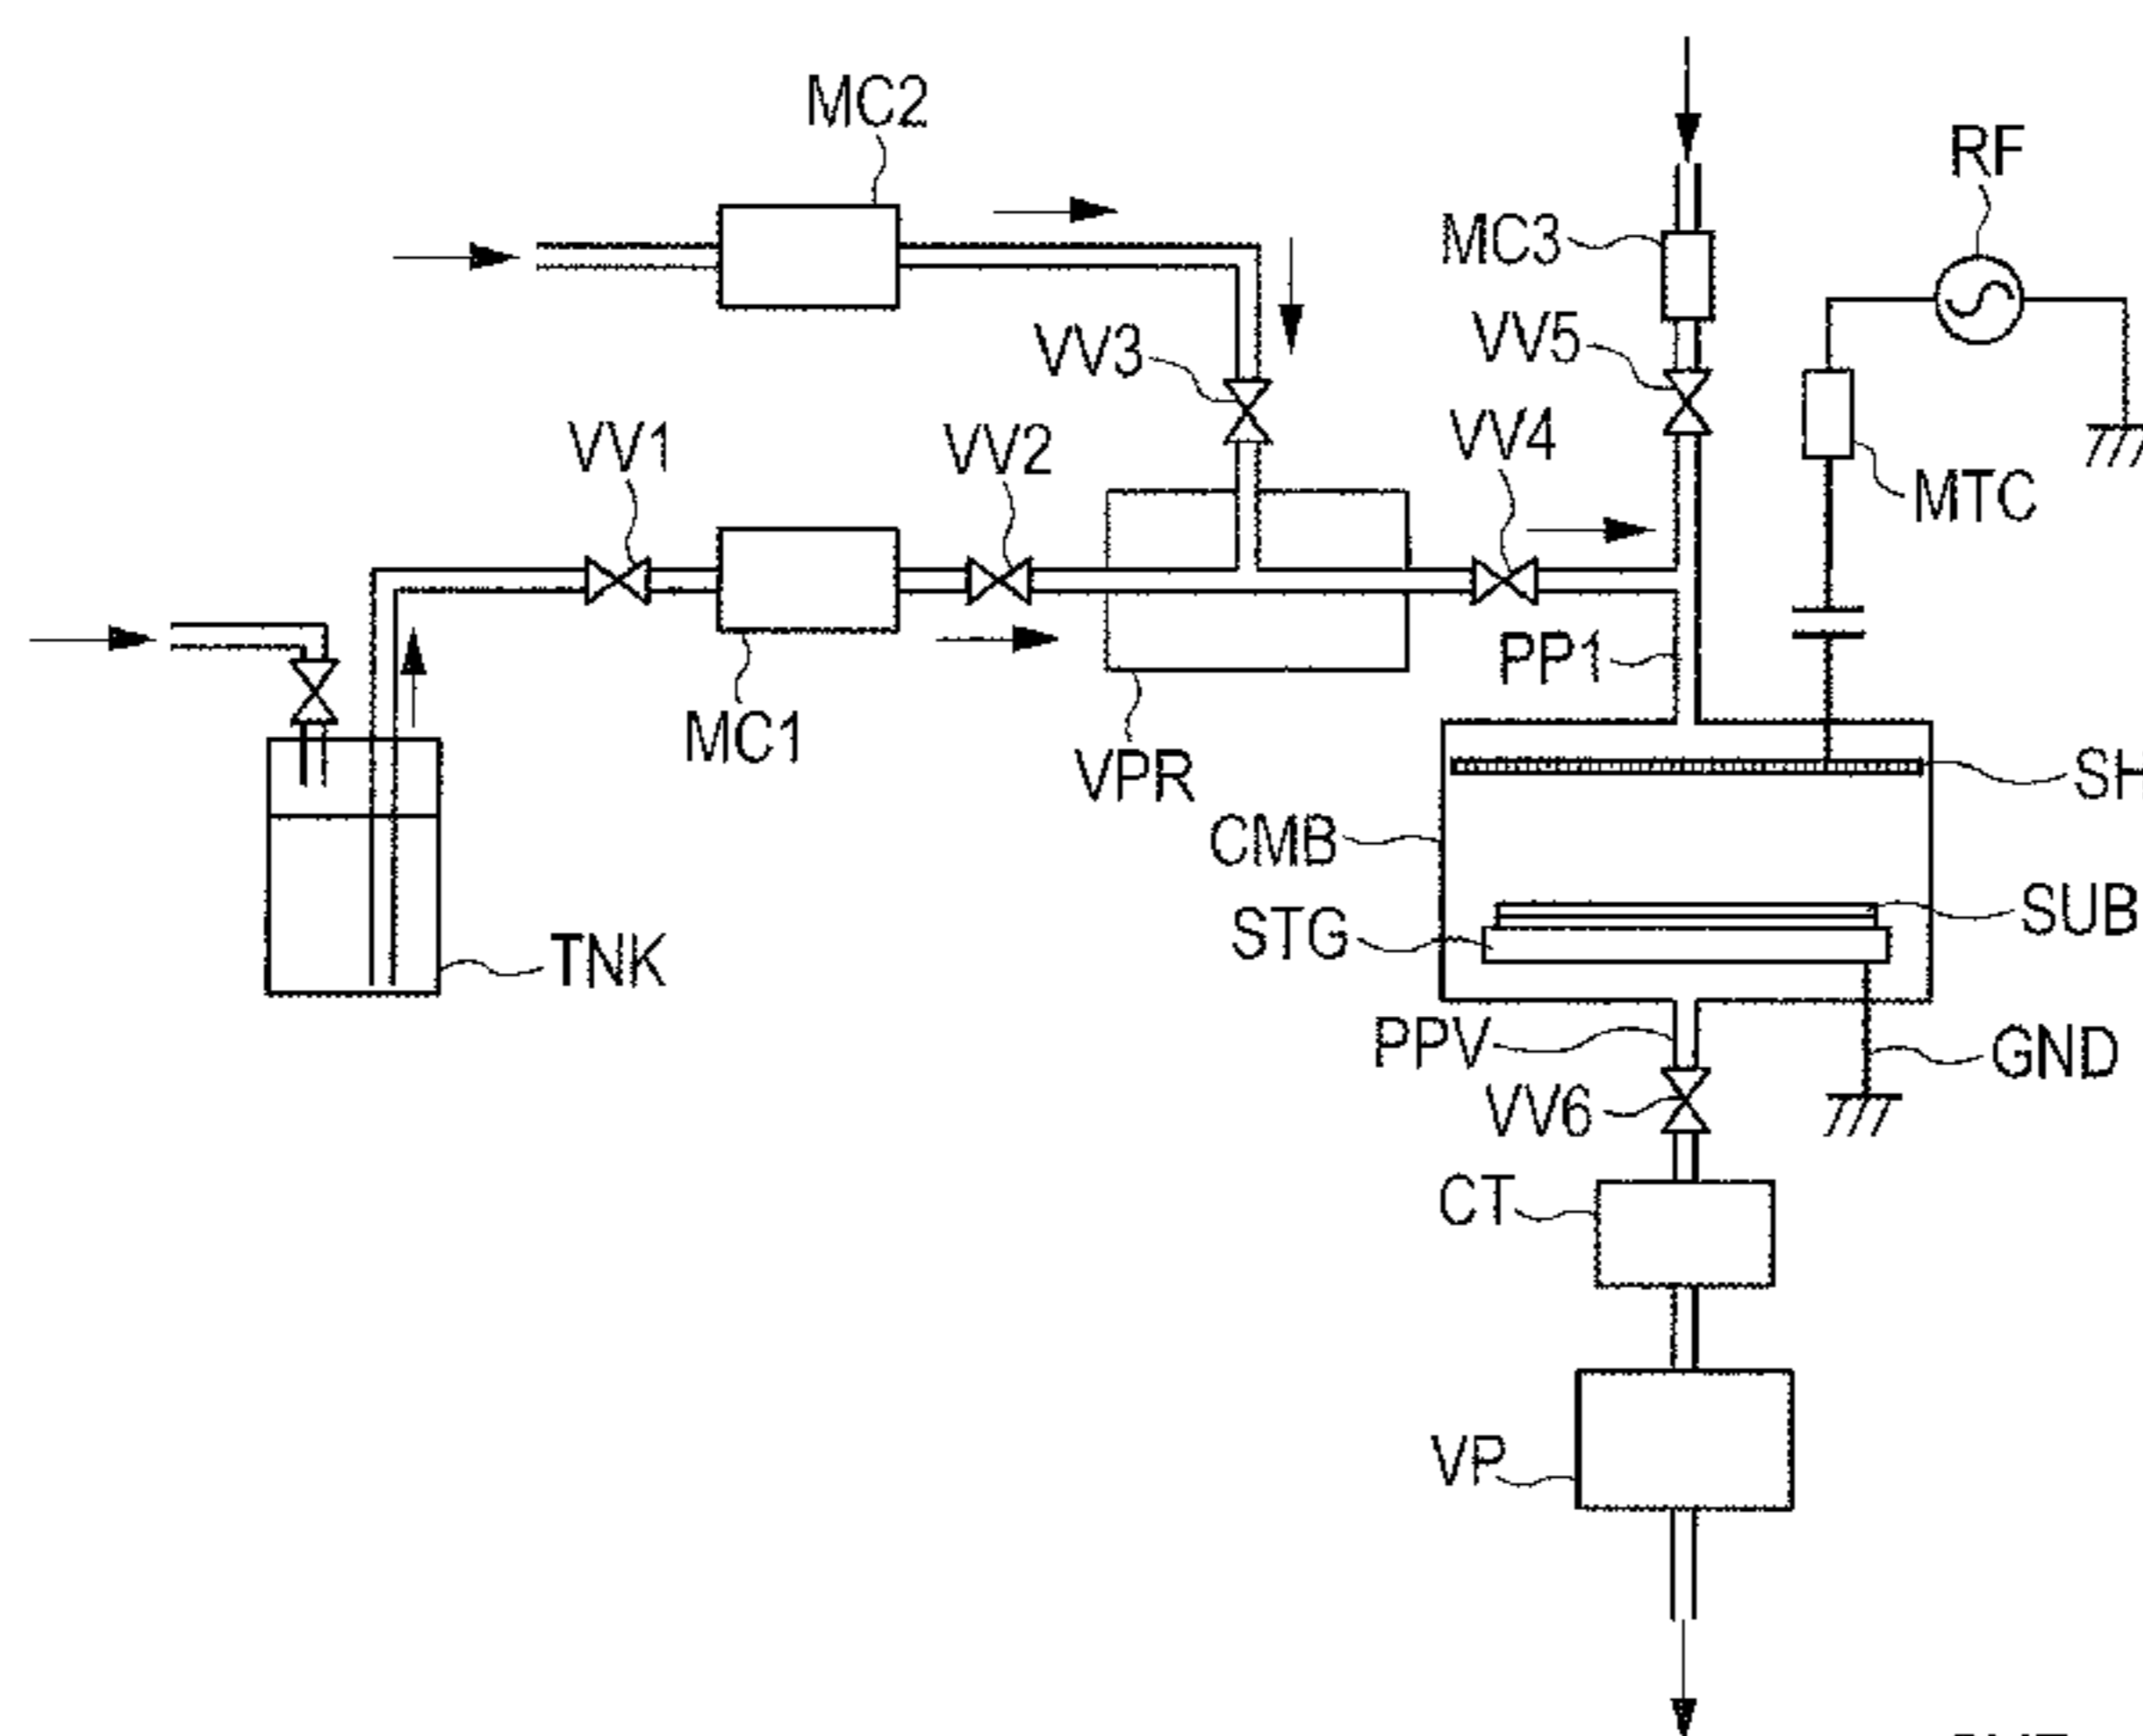 MC2
RF
MC3
VV5
VV3
VV1
VV2
VV4
MTC
PP1
MC1
VPR
SH
CMB
SUB
STG
TNK
PPV
GND
VV6
CT
VP